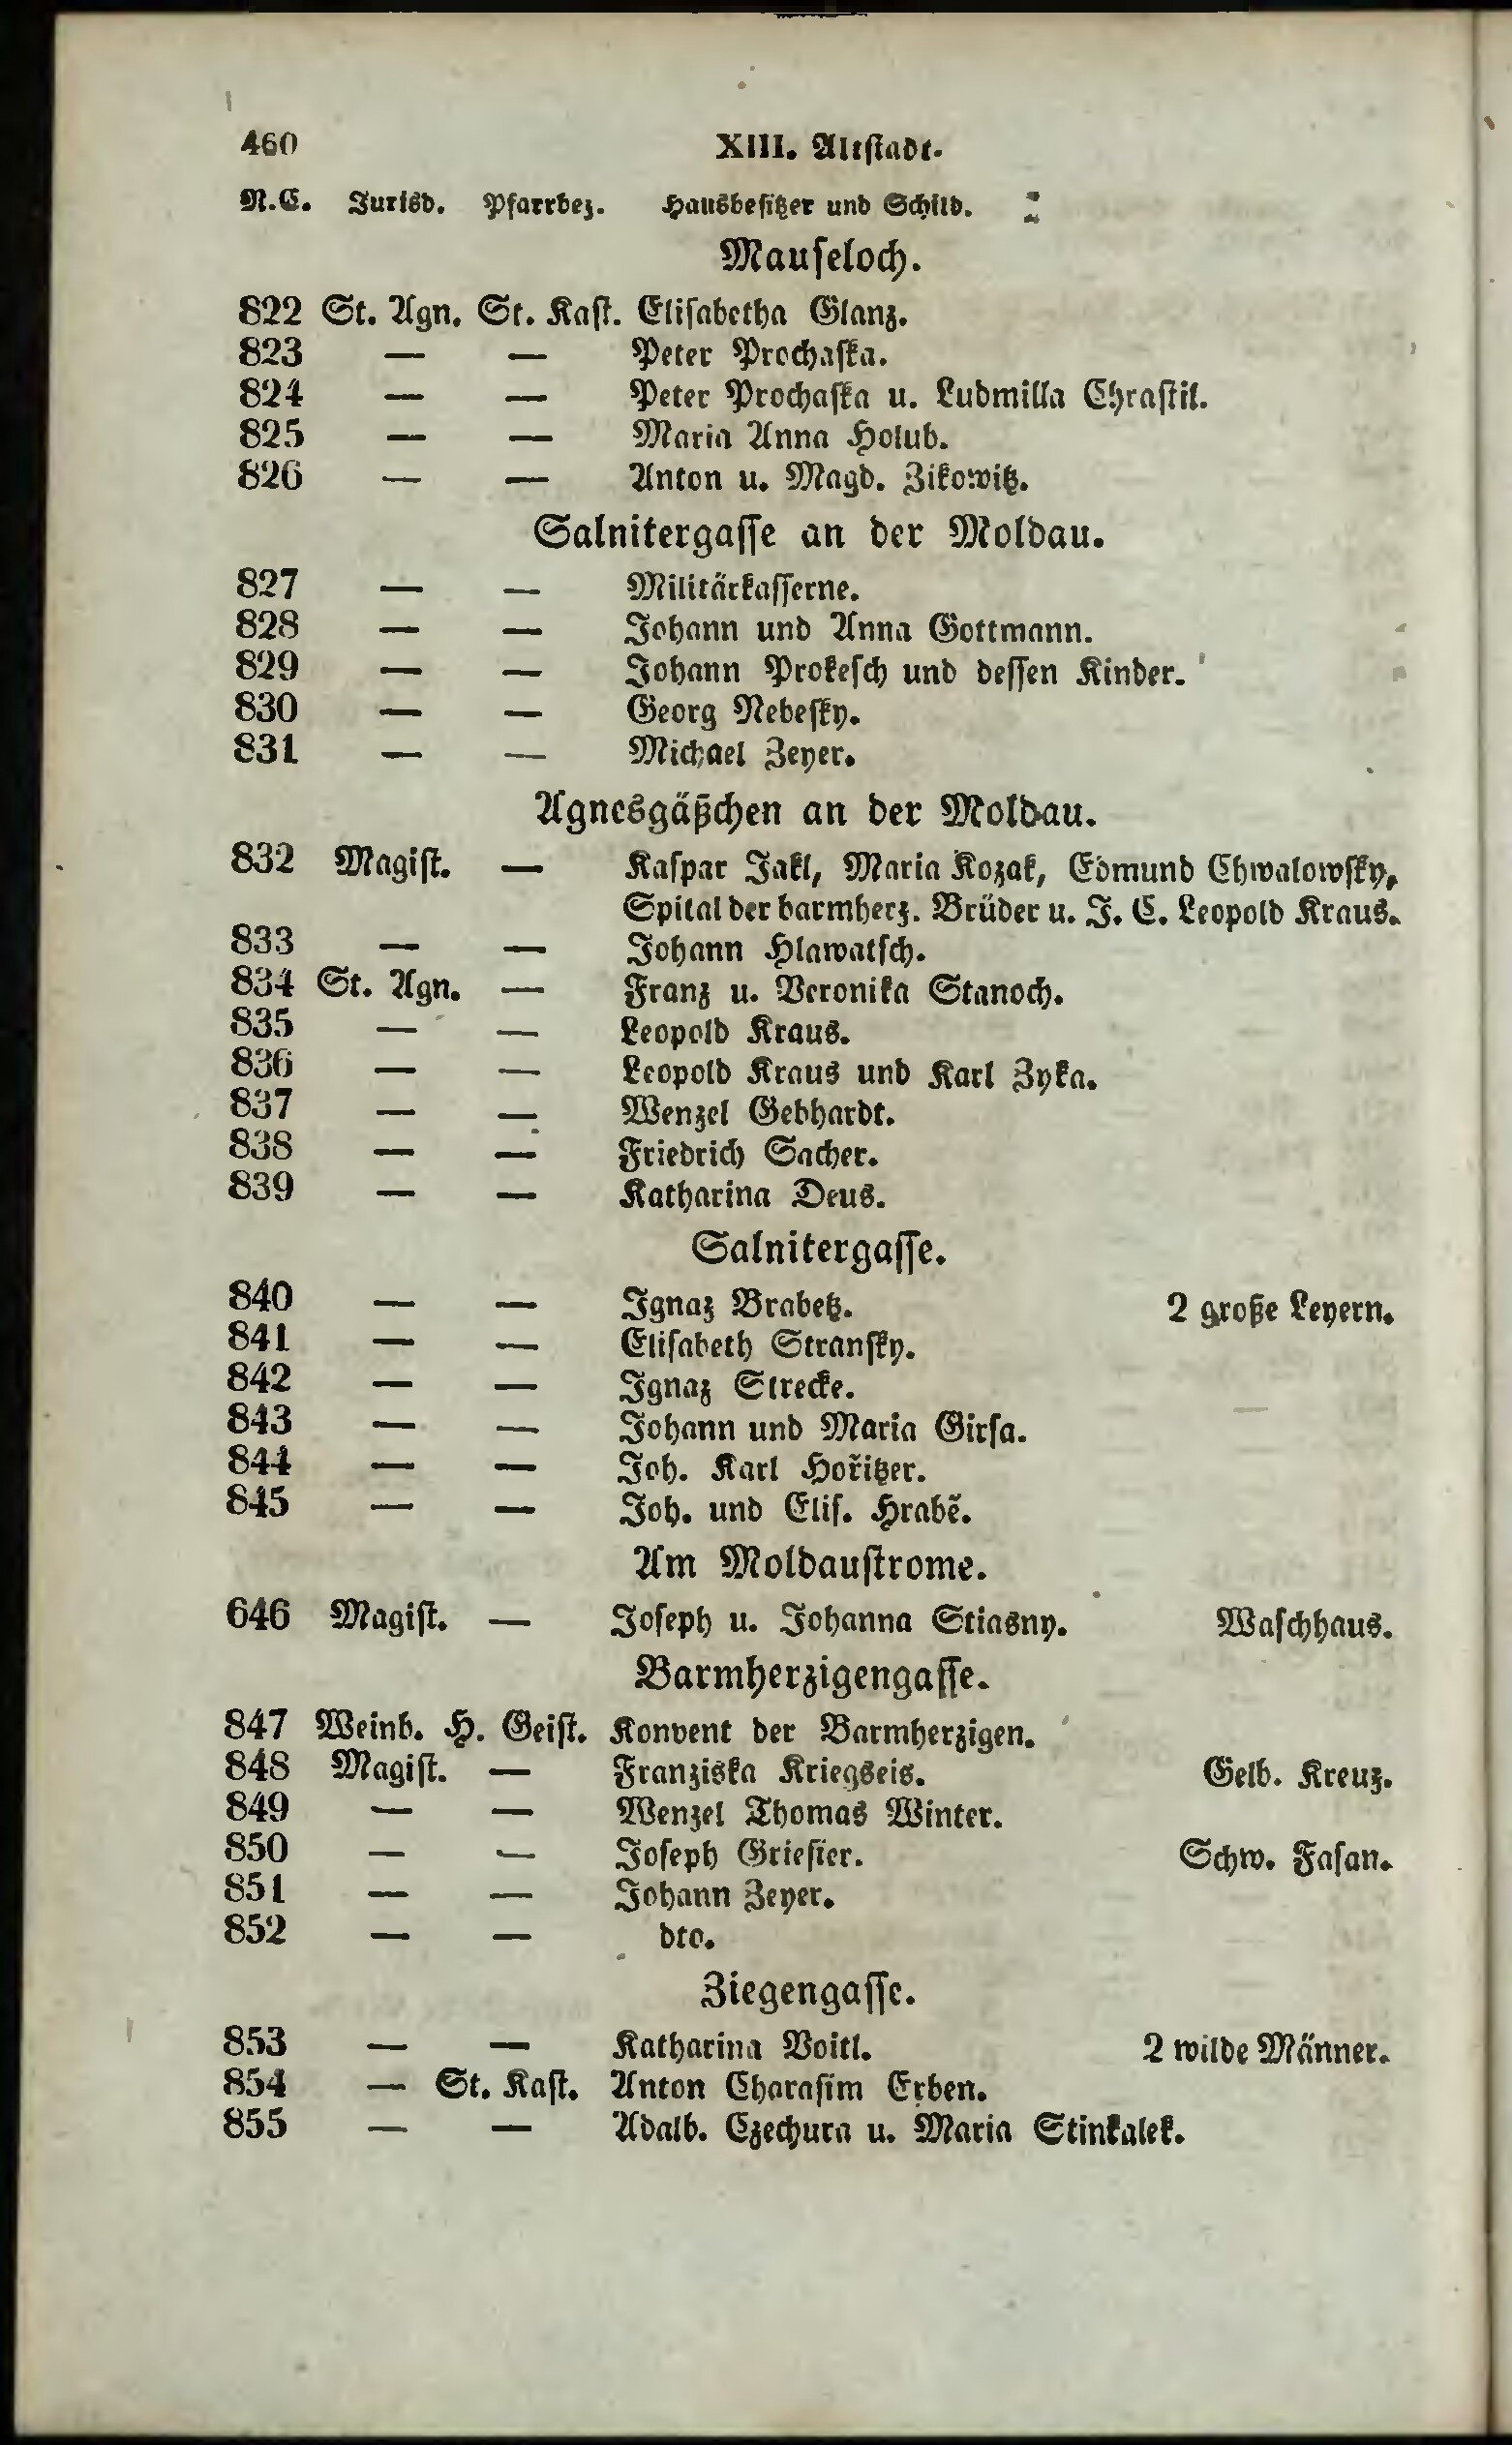 460 XIII. Altstadt.
N.C. Jurisd. Pfarrbez. Hausbesitzer und Schild.
Mauseloch.
822 St. Agn. St. Kast. Elisabetha Glanz.
823 — — Peter Prochaska.
824 — — Peter Prochaska u. Ludmilla Chrastil.
825 — — Maria Anna Holub.
826 — — Anton u. Magd. Zikowitz.
Salnitergasse an der Moldau.
827 — — Militärkasserne.
828 — — Johann und Anna Gottmann.
829 — — Johann Prokesch und dessen Kinder.
830 — — Georg Nebesky.
831 — — Michael Zeyer.
Agnesgäßchen an der Moldau.
832 Magist. — Kaspar Jakl, Maria Kozak, Edmund Chwalowsky,
Spital der barmherz. Brüder u. J. C. Leopold Kraus.
833 — — Johann Hlawatsch.
834 St. Agn. — Franz u. Veronika Stanoch.
835 — — Leopold Kraus.
836 — — Leopold Kraus und Karl Zyka.
837 — — Wenzel Gebhardt.
838 — — Friedrich Sacher.
839 — — Katharina Deus.
Salnitergasse.
840 — — Ignaz Brabetz. 2 große Leyern.
841 — — Elisabeth Stransky.
842 — — Ignaz Strecke.
843 — — Johann und Maria Girsa.
844 — — Joh. Karl Hořitzer.
845 — — Joh. und Elis. Hrabě.
Am Moldaustrome.
646 Magist. — Joseph u. Johanna Stiasny. Waschhaus.
Barmherzigengasse.
847 Weinb. H. Geist. Konvent der Barmherzigen.
848 Magist. — Franziska Kriegseis. Gelb. Kreuz.
849 — — Wenzel Thomas Winter.
850 — — Joseph Griesier. Schw. Fasan.
851 — — Johann Zeyer.
852 — — dto.
Ziegengasse.
853 — — Katharina Voitl. 2 wilde Männer.
854 — St. Kast. Anton Charasim Erben.
855 — — Adalb. Czechura u. Maria Stinkalek.